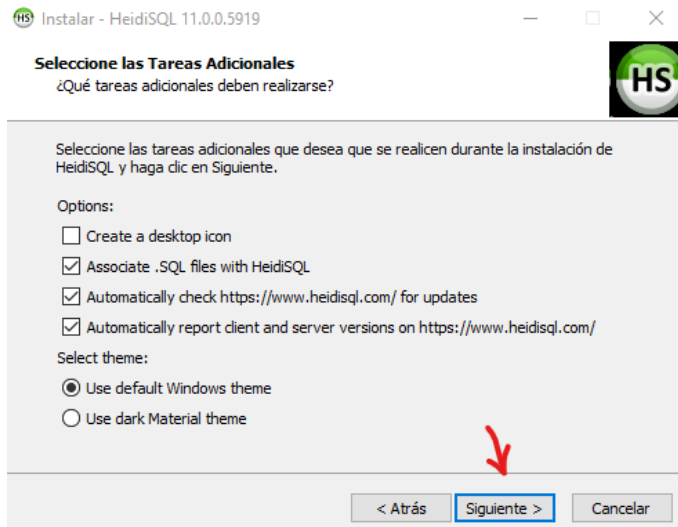 HS Instalar - HeidiSQL 11.0.0.5919
Seleccione las Tareas Adicionales
¿Qué tareas adicionales deben realizarse?
HS
Seleccione las tareas adicionales que desea que se realicen durante la instalación de
HeidiSQL y haga clic en Siguiente.
Options:
Create a desktop icon
Associate .SQL files with HeidiSQL
Automatically check https://www.heidisql.com/ for updates
Automatically report client and server versions on https://www.heidisql.com/
Select theme:
Use default Windows theme
Use dark Material theme
< Atrás
Siguiente >
Cancelar